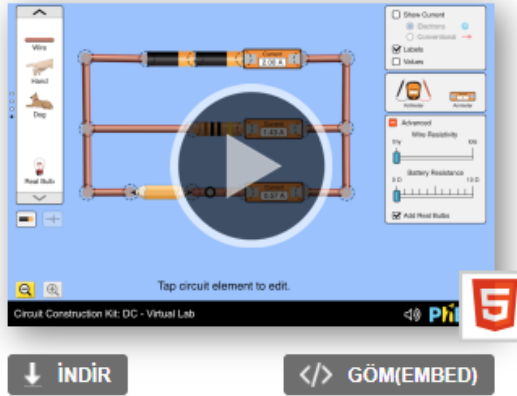 Show Current
Electrons
Conventional
Labels
Values
Wire
Hand
Dog
Real Bulb
Current
2.00 A
Current
1.43 A
Current
0.57 A
Voltmeter
Ammeter
Advanced
Wire Resistivity
tiny
lots
Battery Resistance
0 Ω
10 Ω
Add Real Bulbs
Tap circuit element to edit.
Circuit Construction Kit: DC - Virtual Lab
5
İNDİR
</> GÖM(EMBED)